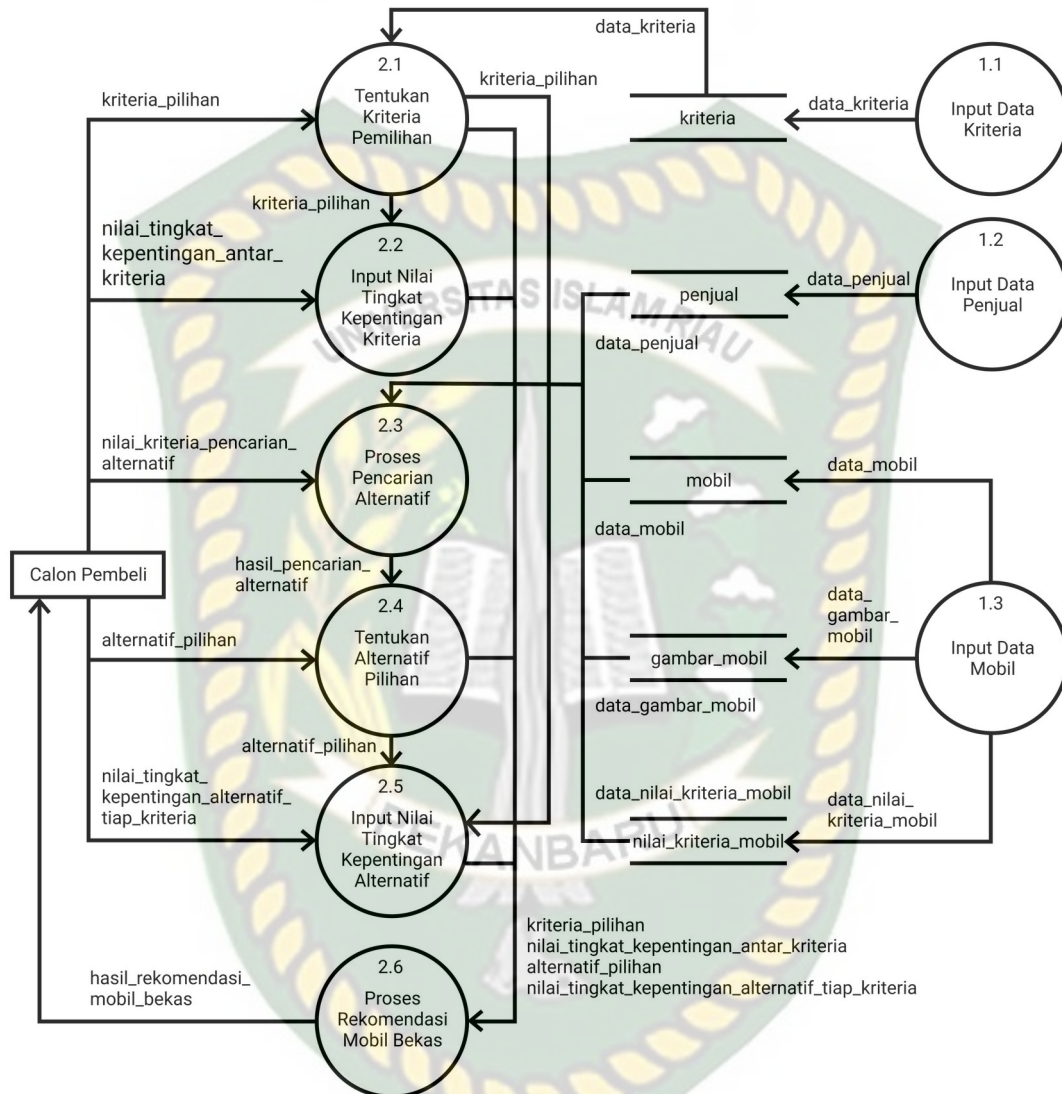 data_kriteria
2.1
Tentukan
Kriteria
Pemilihan
kriteria_pilihan
kriteria_pilihan
kriteria
data_kriteria
1.1
Input Data
Kriteria
kriteria_pilihan
nilai_tingkat_
kepentingan_antar_
kriteria
2.2
Input Nilai
Tingkat
Kepentingan
Kriteria
penjual
data_penjual
1.2
Input Data
Penjual
data_penjual
UNIVERSITAS ISLAM RIAU
2.3
Proses
Pencarian
Alternatif
nilai_kriteria_pencarian_
alternatif
mobil
data_mobil
data_mobil
hasil_pencarian_
alternatif
Calon Pembeli
2.4
Tentukan
Alternatif
Pilihan
alternatif_pilihan
data_
gambar_
mobil
gambar_mobil
1.3
Input Data
Mobil
data_gambar_mobil
alternatif_pilihan
nilai_tingkat_
kepentingan_alternatif_
tiap_kriteria
2.5
Input Nilai
Tingkat
Kepentingan
Alternatif
data_nilai_kriteria_mobil
data_nilai_
kriteria_mobil
nilai_kriteria_mobil
PEKANBARU
kriteria_pilihan
nilai_tingkat_kepentingan_antar_kriteria
alternatif_pilihan
nilai_tingkat_kepentingan_alternatif_tiap_kriteria
hasil_rekomendasi_
mobil_bekas
2.6
Proses
Rekomendasi
Mobil Bekas